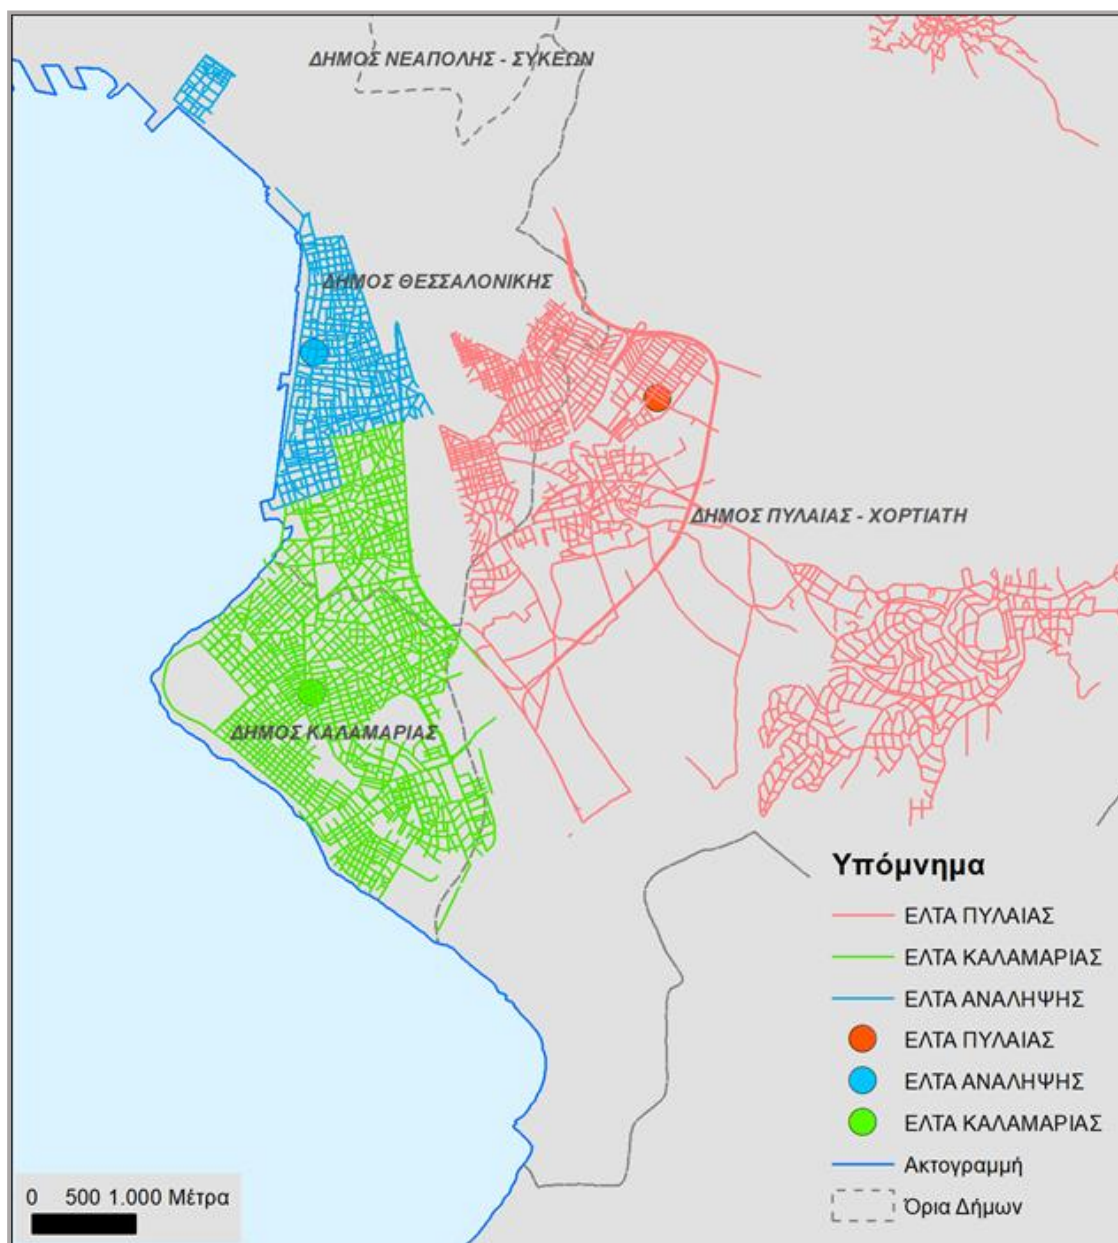 ΔΗΜΟΣ ΝΕΑΠΟΛΗΣ - ΣΥΚΕΩΝ
ΔΗΜΟΣ ΘΕΣΣΑΛΟΝΙΚΗΣ
ΔΗΜΟΣ ΠΥΛΑΙΑΣ - ΧΟΡΤΙΑΤΗ
ΔΗΜΟΣ ΚΑΛΑΜΑΡΙΑΣ
Υπόμνημα
ΕΛΤΑ ΠΥΛΑΙΑΣ
ΕΛΤΑ ΚΑΛΑΜΑΡΙΑΣ
ΕΛΤΑ ΑΝΑΛΗΨΗΣ
ΕΛΤΑ ΠΥΛΑΙΑΣ
ΕΛΤΑ ΑΝΑΛΗΨΗΣ
ΕΛΤΑ ΚΑΛΑΜΑΡΙΑΣ
Ακτογραμμή
Όρια Δήμων
0 500 1.000 Μέτρα